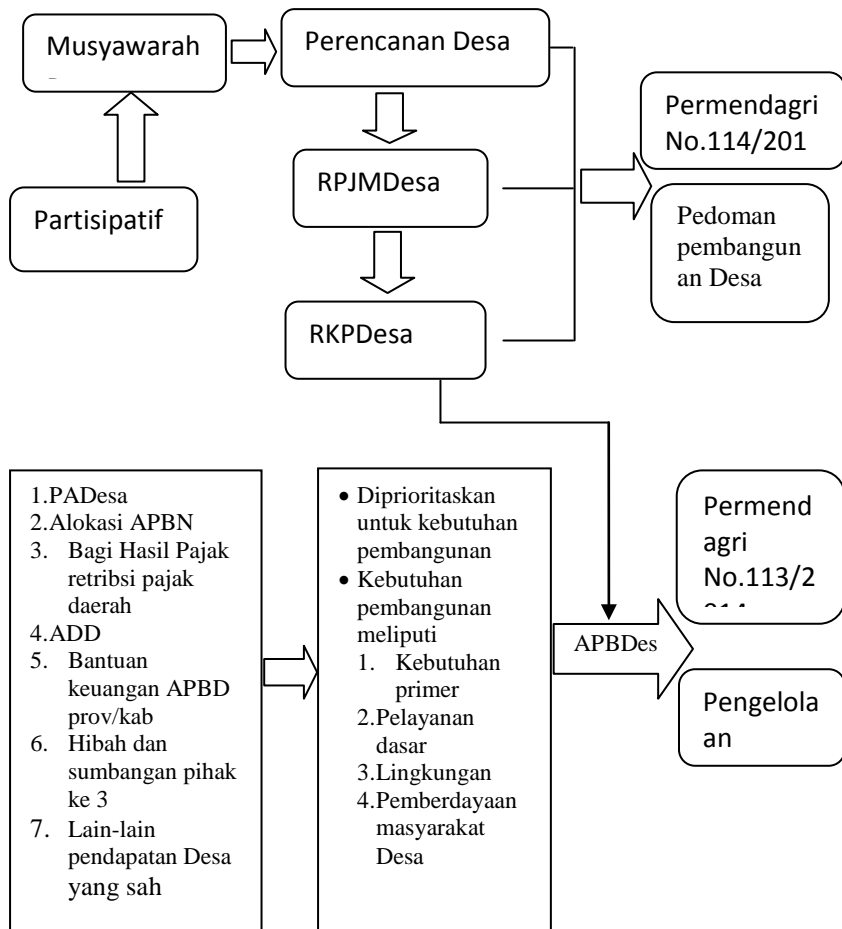 Musyawarah
Perencanan Desa
Permendagri
No.114/201
RPJMDesa
Partisipatif
Pedoman
pembangun
an Desa
RKPDesa
1.PADesa
2.Alokasi APBN
3. Bagi Hasil Pajak
retribsi pajak
daerah
4.ADD
5. Bantuan
keuangan APBD
prov/kab
6. Hibah dan
sumbangan pihak
ke 3
7. Lain-lain
pendapatan Desa
yang sah
• Diprioritaskan
untuk kebutuhan
pembangunan
• Kebutuhan
pembangunan
meliputi
1. Kebutuhan
primer
2.Pelayanan
dasar
3.Lingkungan
4.Pemberdayaan
masyarakat
Desa
APBDes
Permend
agri
No.113/2
Pengelola
an